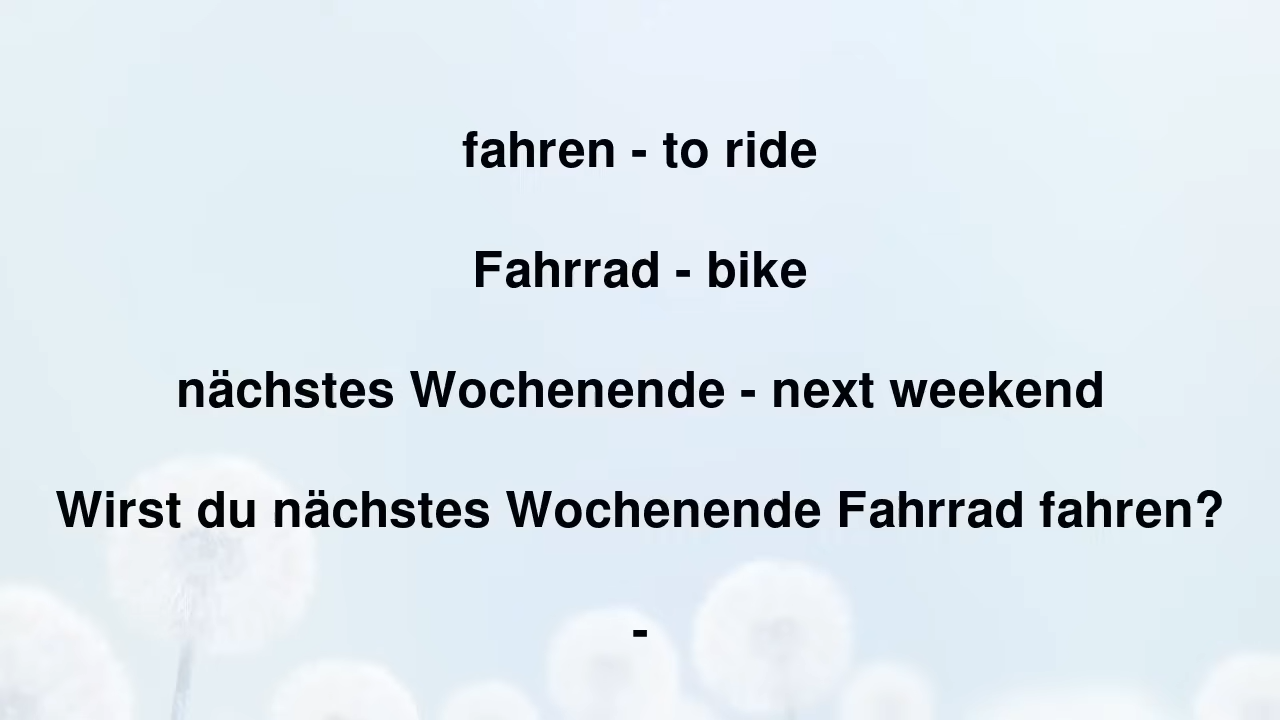 fahren - to ride
Fahrrad - bike
nächstes Wochenende - next weekend
Wirst du nächstes Wochenende Fahrrad fahren?
-